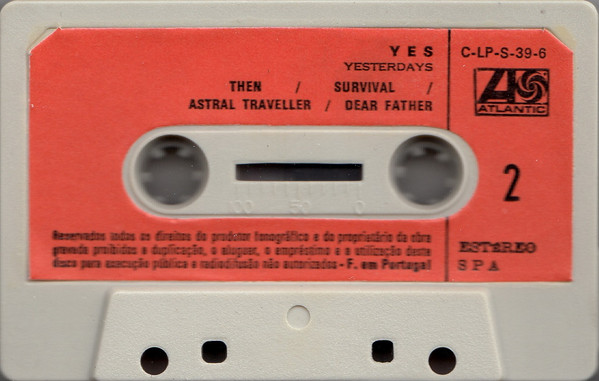 YES
YESTERDAYS
THEN / SURVIVAL /
ASTRAL TRAVELLER / DEAR FATHER
C-LP-S-39-6
ATLANTIC
2
100 50 0
Reservados todos os direitos do produtor fonográfico e do proprietário da obra
gravada proibidos a duplicação, o aluguer, o empréstimo e a utilização deste
disco para execução pública e radiodifusão não autorizados - F. em Portugal
ESTéREO
SPA